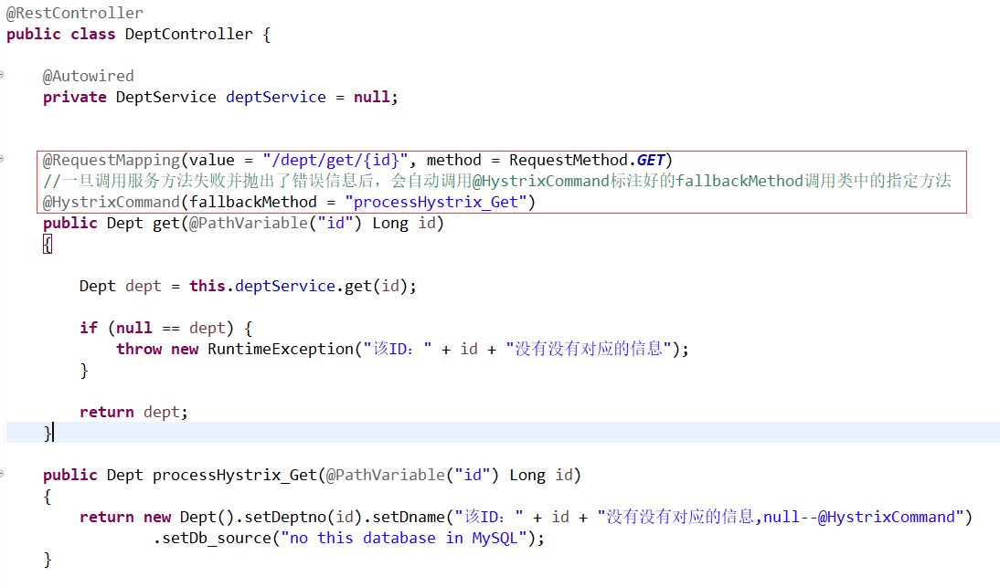 @RestController
public class DeptController {
@Autowired
private DeptService deptService = null;
@RequestMapping(value = "/dept/get/{id}", method = RequestMethod.GET)
//一旦调用服务方法失败并抛出了错误信息后，会自动调用@HystrixCommand标注好的fallbackMethod调用类中的指定方法
@HystrixCommand(fallbackMethod = "processHystrix_Get")
public Dept get(@PathVariable("id") Long id)
{
Dept dept = this.deptService.get(id);
if (null == dept) {
throw new RuntimeException("该ID：" + id + "没有没有对应的信息");
}
return dept;
}
public Dept processHystrix_Get(@PathVariable("id") Long id)
{
return new Dept().setDeptno(id).setDname("该ID：" + id + "没有没有对应的信息,null--@HystrixCommand")
.setDb_source("no this database in MySQL");
}